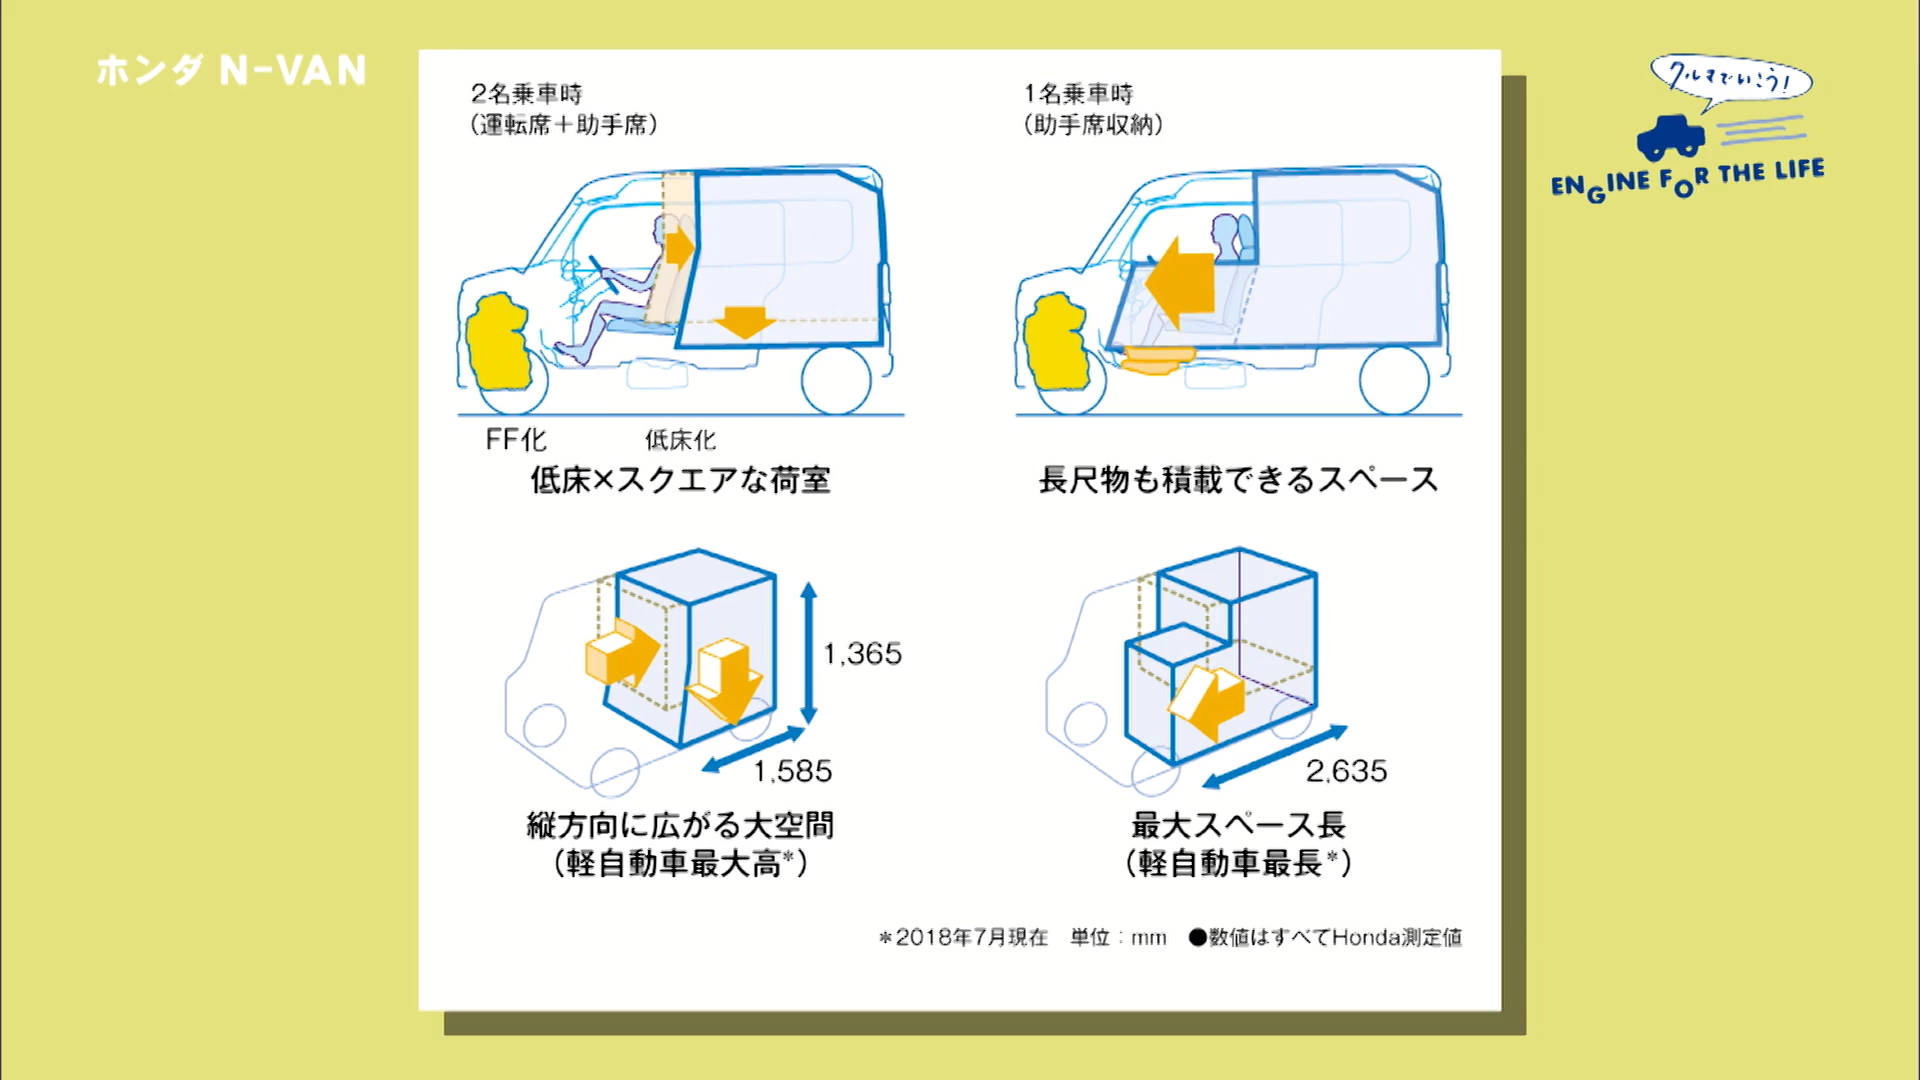 ホンダ N-VAN
クルマでいこう!
ENGINE FOR THE LIFE
2名乗車時
(運転席+助手席)
1名乗車時
(助手席収納)
FF化
低床化
低床×スクエアな荷室
長尺物も積載できるスペース
1,365
1,585
2,635
縦方向に広がる大空間
(軽自動車最大高*)
最大スペース長
(軽自動車最長*)
*2018年7月現在 単位:mm ●数値はすべてHonda測定値